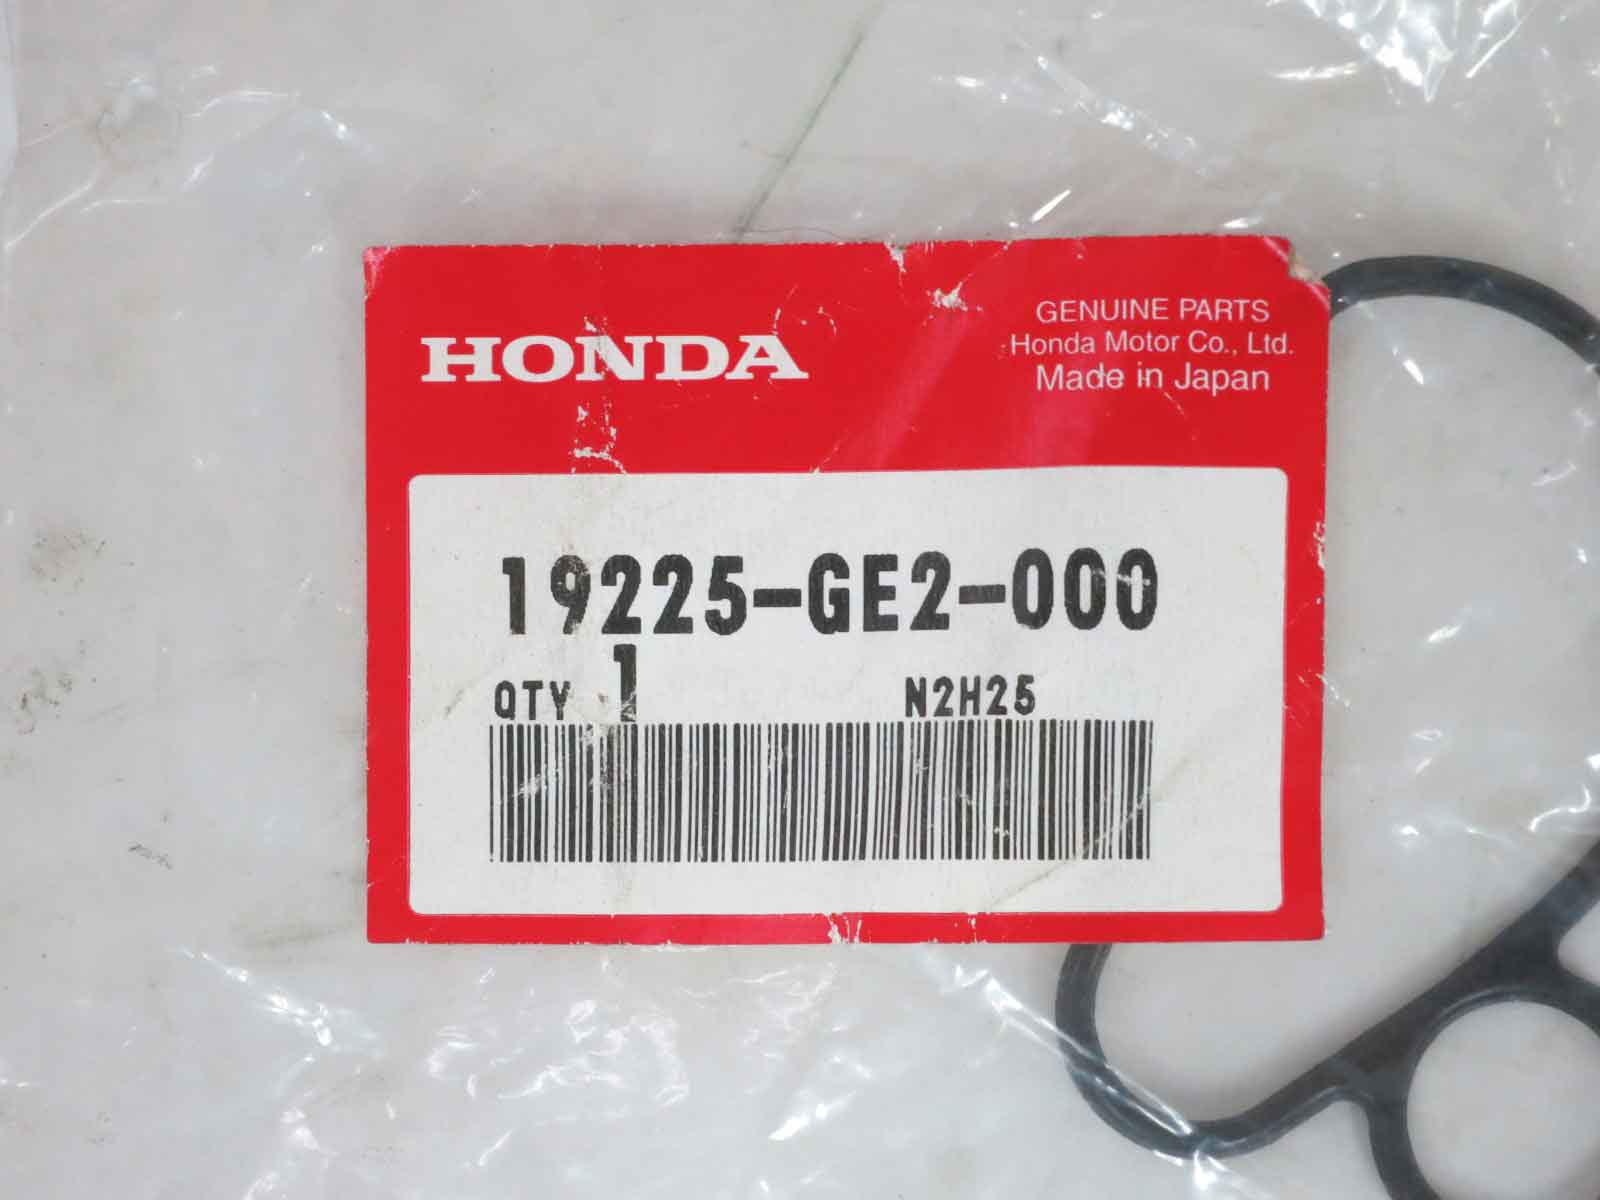 HONDA
GENUINE PARTS
Honda Motor Co., Ltd.
Made in Japan
19225-GE2-000
QTY 1 N2H25